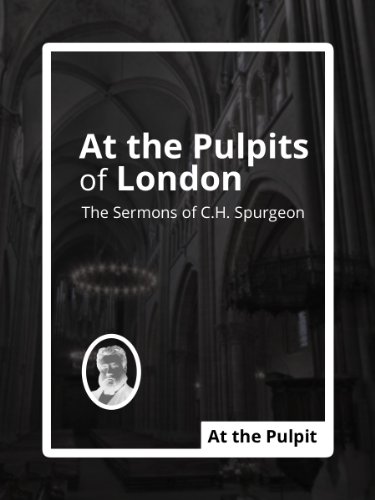 At the Pulpits
of London
The Sermons of C.H. Spurgeon
At the Pulpit